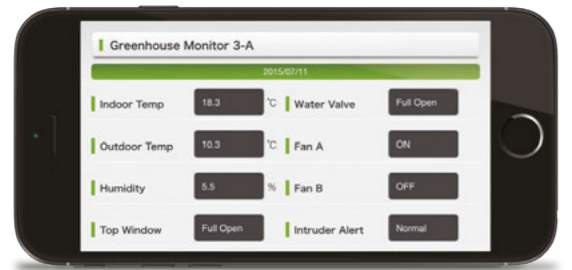 Greenhouse Monitor 3-A
2015/07/11
Indoor Temp 18.3 ℃ Water Valve Full Open
Outdoor Temp 10.3 ℃ Fan A ON
Humidity 5.5 % Fan B OFF
Top Window Full Open Intruder Alert Normal